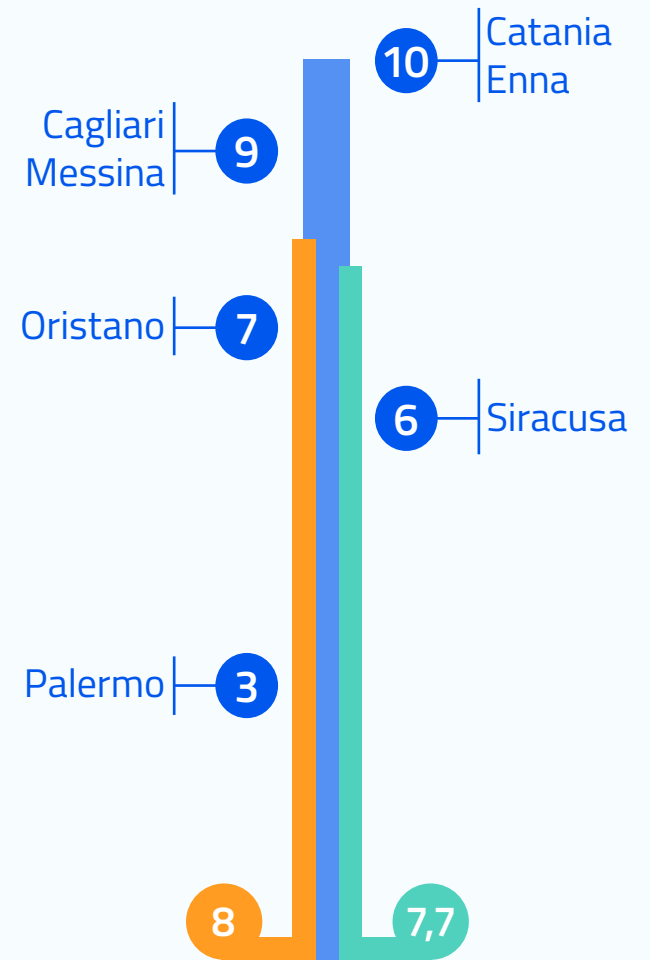 10
Catania
Enna
Cagliari
Messina
9
Oristano
7
6
Siracusa
Palermo
3
8
7,7